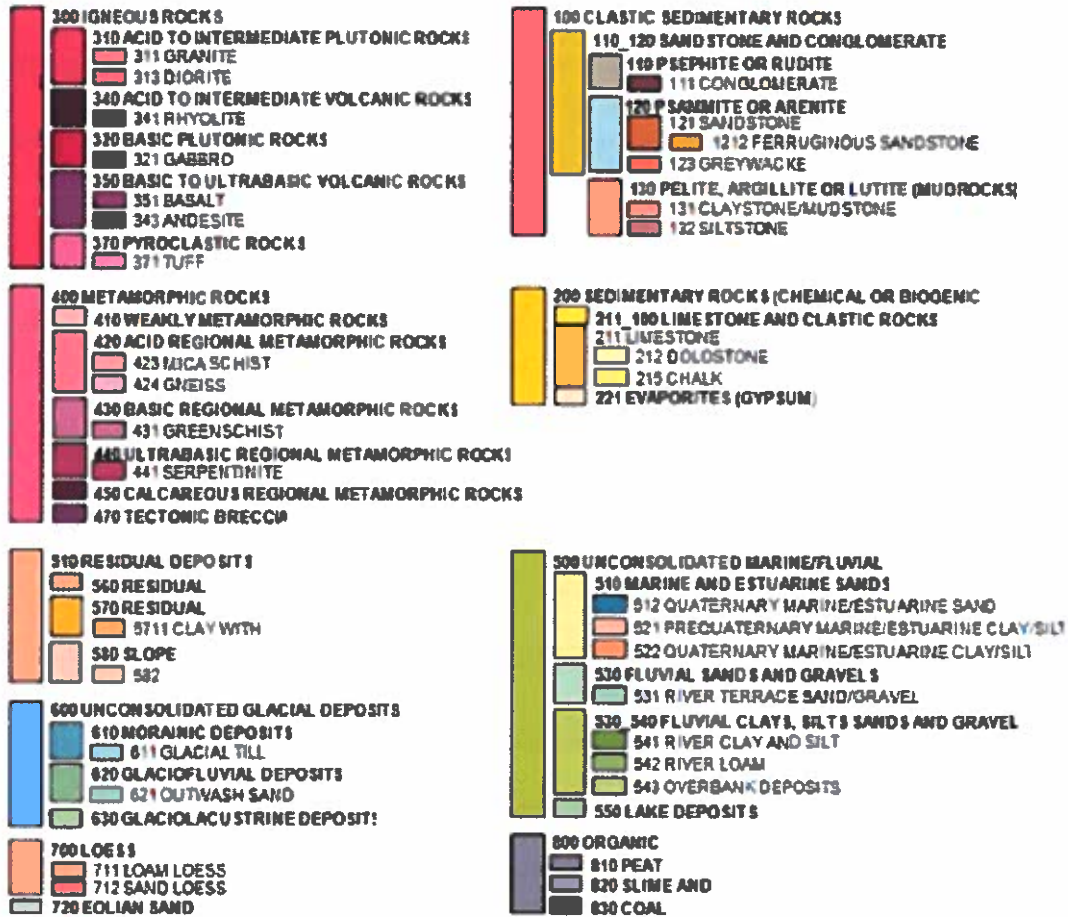 300 IGNEOUS ROCKS
310 ACID TO INTERMEDIATE PLUTONIC ROCKS
311 GRANITE
313 DIORITE
340 ACID TO INTERMEDIATE VOLCANIC ROCKS
341 RHYOLITE
320 BASIC PLUTONIC ROCKS
321 GABBRO
350 BASIC TO ULTRABASIC VOLCANIC ROCKS
351 BASALT
343 ANDESITE
370 PYROCLASTIC ROCKS
371 TUFF
400 METAMORPHIC ROCKS
410 WEAKLY METAMORPHIC ROCKS
420 ACID REGIONAL METAMORPHIC ROCKS
423 MICA SCHIST
424 GNEISS
430 BASIC REGIONAL METAMORPHIC ROCKS
431 GREENSCHIST
440 ULTRABASIC REGIONAL METAMORPHIC ROCKS
441 SERPENTINITE
450 CALCAREOUS REGIONAL METAMORPHIC ROCKS
470 TECTONIC BRECCIA
510 RESIDUAL DEPOSITS
560 RESIDUAL
570 RESIDUAL
5711 CLAY WITH
580 SLOPE
582
600 UNCONSOLIDATED GLACIAL DEPOSITS
610 MORAINIC DEPOSITS
611 GLACIAL TILL
620 GLACIOFLUVIAL DEPOSITS
621 OUTWASH SAND
630 GLACIOLACUSTRINE DEPOSITS
700 LOESS
711 LOAM LOESS
712 SAND LOESS
720 EOLIAN SAND
100 CLASTIC SEDIMENTARY ROCKS
110_120 SANDSTONE AND CONGLOMERATE
110 PSEPHITE OR RUDITE
111 CONGLOMERATE
120 PSAMMITE OR ARENITE
121 SANDSTONE
1212 FERRUGINOUS SANDSTONE
123 GREYWACKE
130 PELITE, ARGILLITE OR LUTITE (MUDROCKS)
131 CLAYSTONE/MUDSTONE
132 SILTSTONE
200 SEDIMENTARY ROCKS (CHEMICAL OR BIOGENIC
211_100 LIMESTONE AND CLASTIC ROCKS
211 LIMESTONE
212 DOLOSTONE
215 CHALK
221 EVAPORITES (GYPSUM)
500 UNCONSOLIDATED MARINE/FLUVIAL
510 MARINE AND ESTUARINE SANDS
512 QUATERNARY MARINE/ESTUARINE SAND
521 PREQUATERNARY MARINE/ESTUARINE CLAY/SILT
522 QUATERNARY MARINE/ESTUARINE CLAY/SILT
530 FLUVIAL SANDS AND GRAVELS
531 RIVER TERRACE SAND/GRAVEL
530_540 FLUVIAL CLAYS, SILTS SANDS AND GRAVEL
541 RIVER CLAY AND SILT
542 RIVER LOAM
543 OVERBANK DEPOSITS
550 LAKE DEPOSITS
800 ORGANIC
810 PEAT
820 SLIME AND
830 COAL